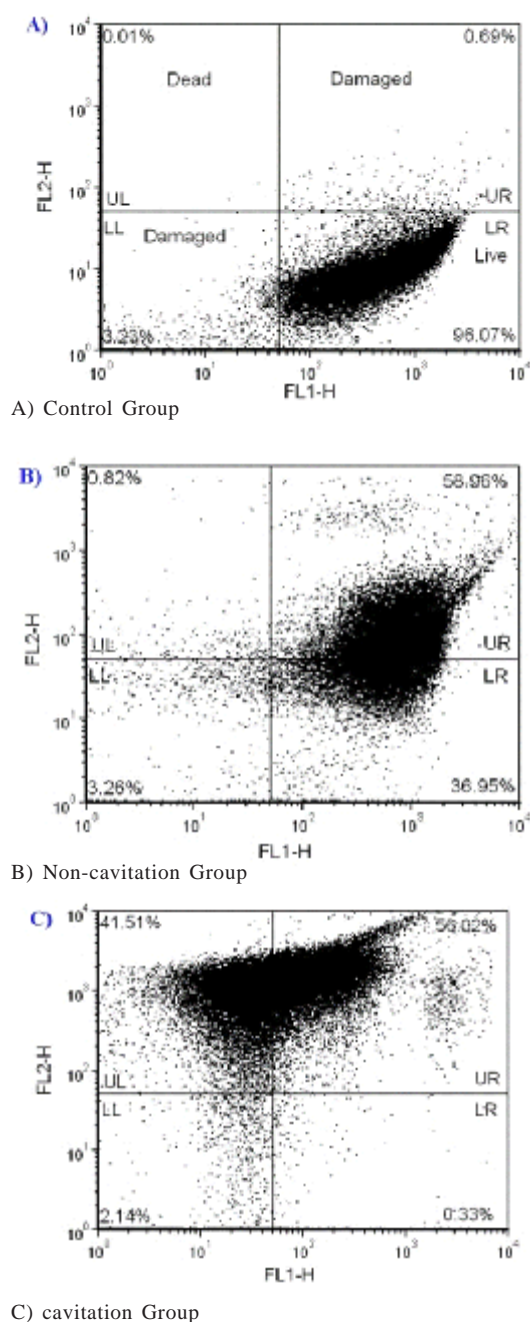 A)
0.01% 0.69%
Dead Damaged
10⁴
10³
10²
10¹
10⁰
FL2-H
UL UR
LL LR
Damaged Live
3.23% 96.07%
10⁰ 10¹ 10² 10³ 10⁴
FL1-H
A) Control Group
B)
0.82% 58.96%
10⁴
10³
10²
10¹
10⁰
FL2-H
UL UR
LL LR
3.26% 36.95%
10⁰ 10¹ 10² 10³ 10⁴
FL1-H
B) Non-cavitation Group
C)
41.51% 56.02%
10⁴
10³
10²
10¹
10⁰
FL2-H
UL UR
LL LR
2.14% 0.33%
10⁰ 10¹ 10² 10³ 10⁴
FL1-H
C) cavitation Group